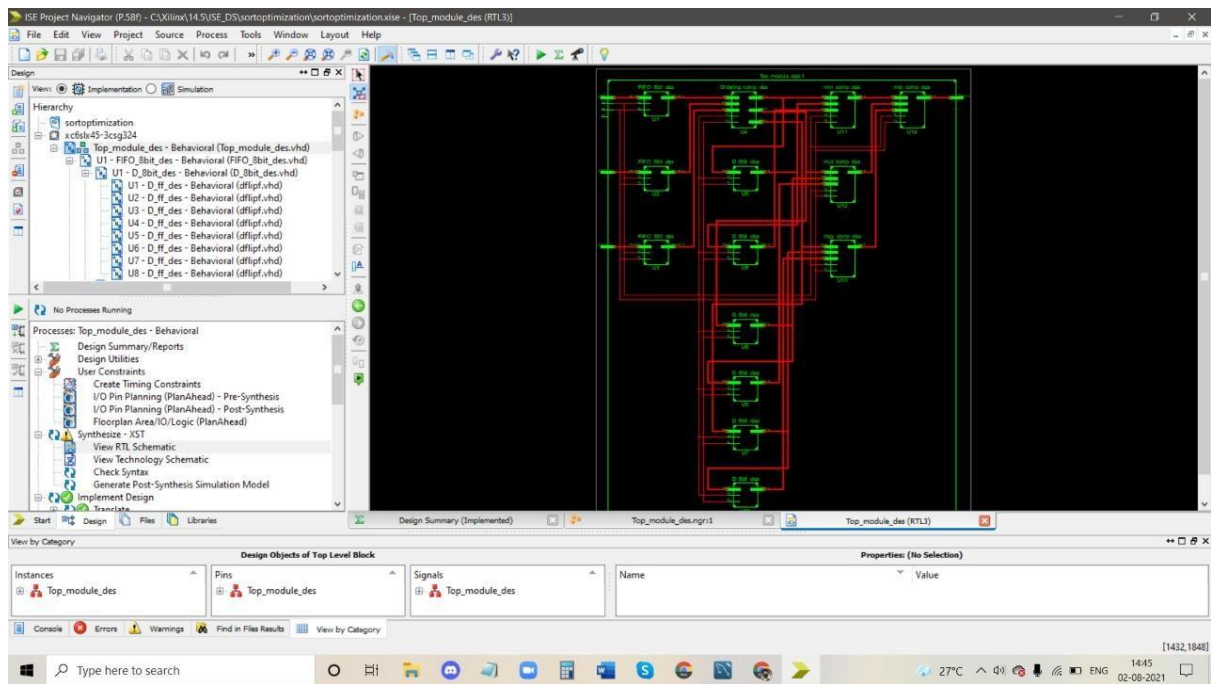 ISE Project Navigator (P.58f) - C:\Xilinx\14.5\ISE_DS\sortoptimization\sortoptimization.xise - [Top_module_des (RTL3)]
File Edit View Project Source Process Tools Window Layout Help
Design
View: Implementation Simulation
Hierarchy
sortoptimization
xc6slx45-3csg324
Top_module_des - Behavioral (Top_module_des.vhd)
U1 - FIFO_8bit_des - Behavioral (FIFO_8bit_des.vhd)
U1 - D_8bit_des - Behavioral (D_8bit_des.vhd)
U1 - D_ff_des - Behavioral (dflipf.vhd)
U2 - D_ff_des - Behavioral (dflipf.vhd)
U3 - D_ff_des - Behavioral (dflipf.vhd)
U4 - D_ff_des - Behavioral (dflipf.vhd)
U5 - D_ff_des - Behavioral (dflipf.vhd)
U6 - D_ff_des - Behavioral (dflipf.vhd)
U7 - D_ff_des - Behavioral (dflipf.vhd)
U8 - D_ff_des - Behavioral (dflipf.vhd)
No Processes Running
Processes: Top_module_des - Behavioral
Design Summary/Reports
Design Utilities
User Constraints
Create Timing Constraints
I/O Pin Planning (PlanAhead) - Pre-Synthesis
I/O Pin Planning (PlanAhead) - Post-Synthesis
Floorplan Area/IO/Logic (PlanAhead)
Synthesize - XST
View RTL Schematic
View Technology Schematic
Check Syntax
Generate Post-Synthesis Simulation Model
Implement Design
Translate
Start Design Files Libraries
Top_module_des:1
U1
U4
U11
U14
U12
Design Summary (Implemented) Top_module_des.ngr:1 Top_module_des (RTL3)
View by Category
Design Objects of Top Level Block Properties: (No Selection)
Instances Pins Signals Name Value
Top_module_des Top_module_des Top_module_des
Console Errors Warnings Find in Files Results View by Category
[1432,1848]
Type here to search 27°C ENG 14:45
02-08-2021